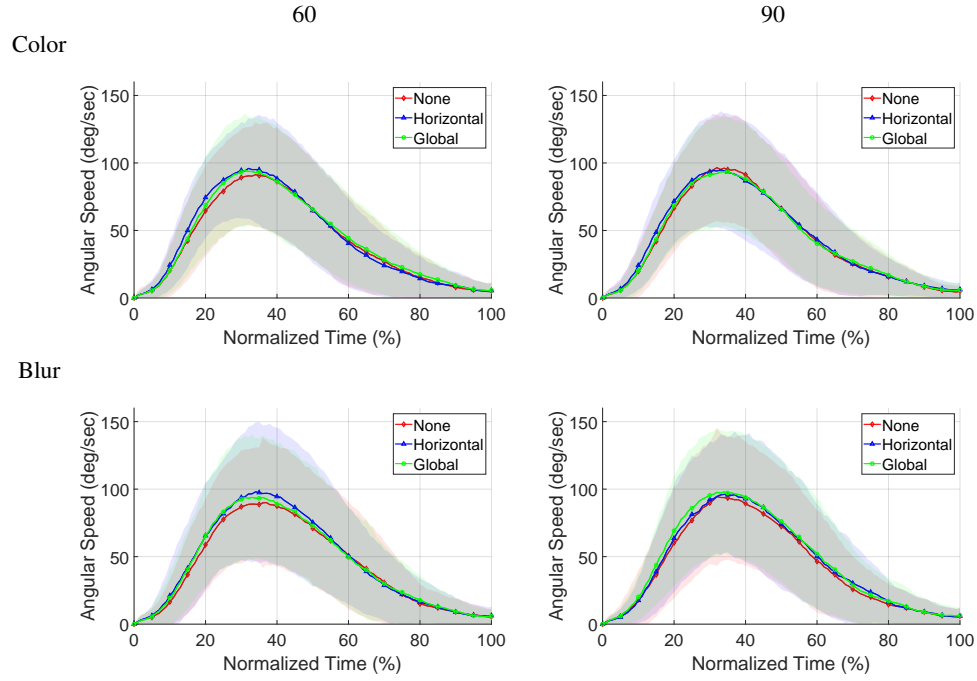 60 90
Color
Angular Speed (deg/sec)
150
100
50
0
0 20 40 60 80 100
Normalized Time (%)
None
Horizontal
Global
Angular Speed (deg/sec)
150
100
50
0
0 20 40 60 80 100
Normalized Time (%)
None
Horizontal
Global
Blur
Angular Speed (deg/sec)
150
100
50
0
0 20 40 60 80 100
Normalized Time (%)
None
Horizontal
Global
Angular Speed (deg/sec)
150
100
50
0
0 20 40 60 80 100
Normalized Time (%)
None
Horizontal
Global